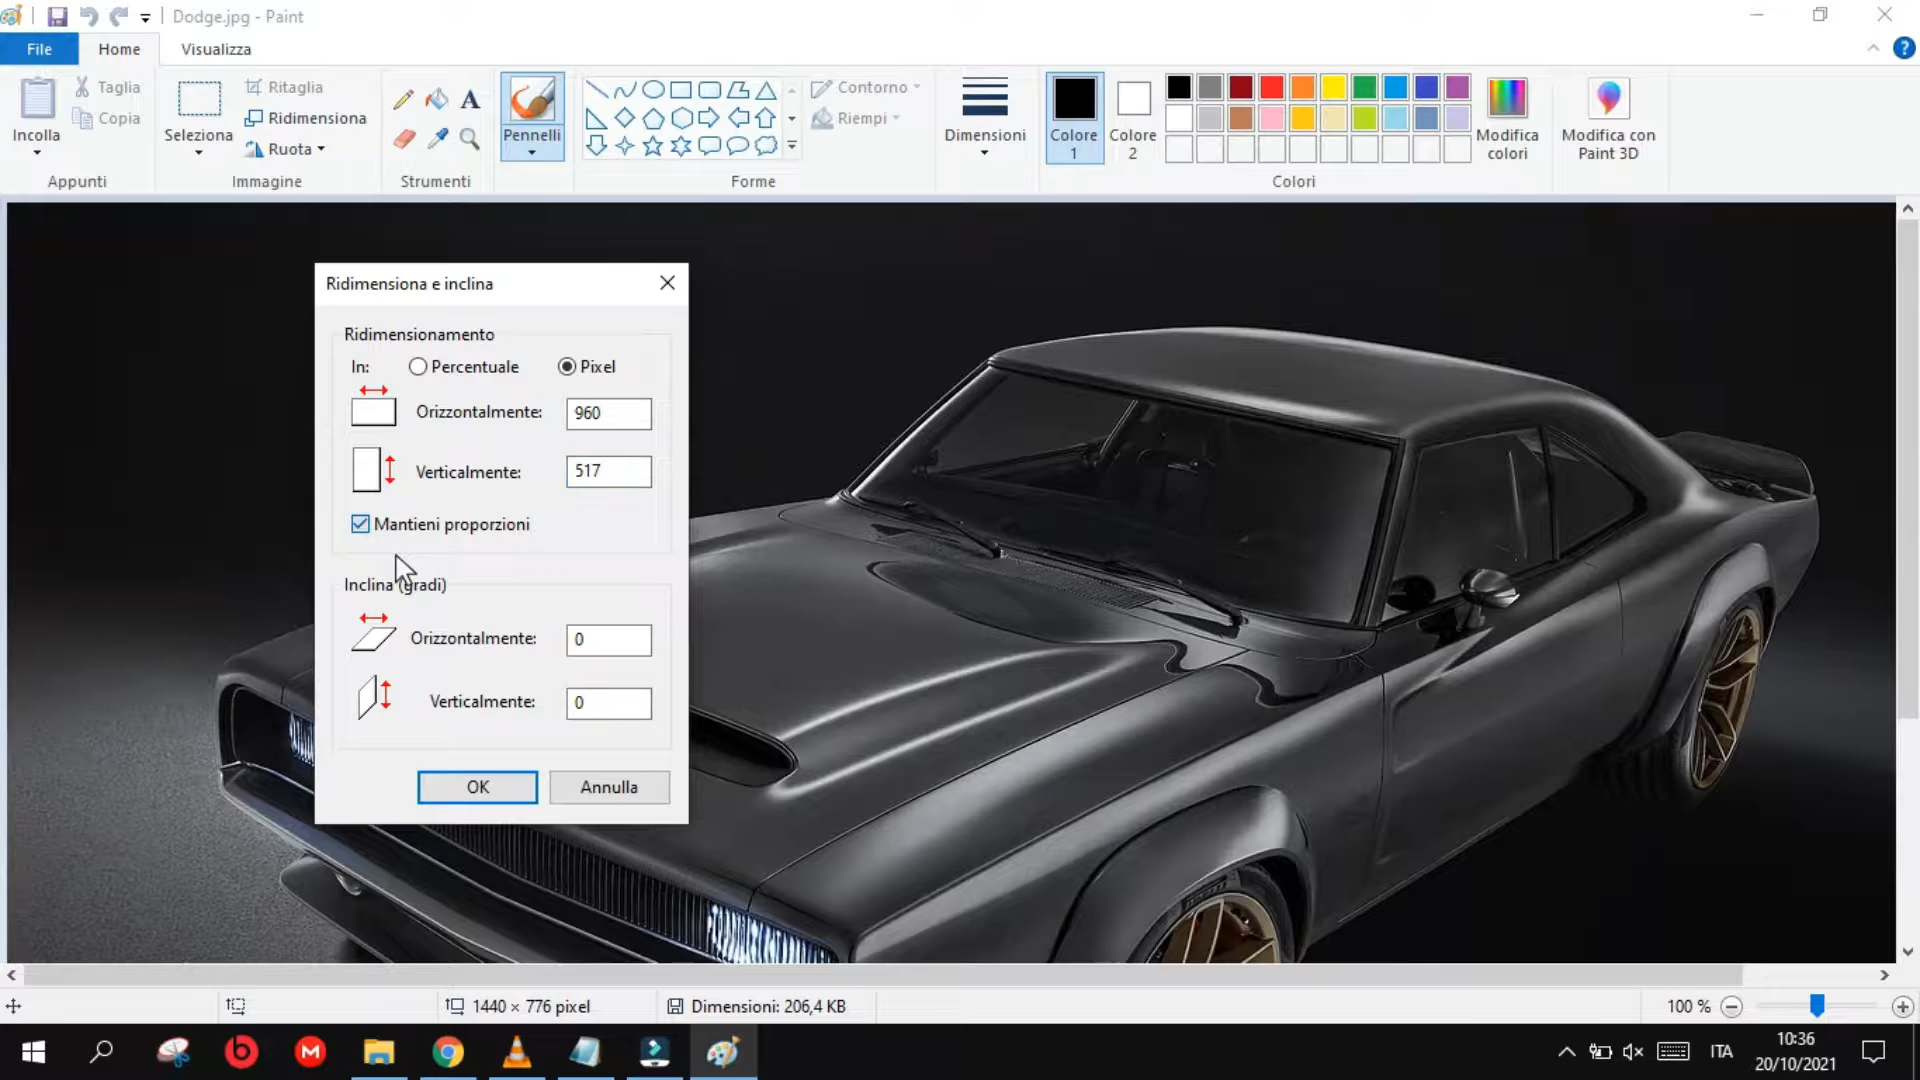 Dodge.jpg - Paint
File
Home
Visualizza
Incolla
Taglia
Copia
Appunti
Seleziona
Ritaglia
Ridimensiona
Ruota
Immagine
A
Strumenti
Pennelli
Forme
Contorno
Riempi
Dimensioni
Colore
1
Colore
2
Modifica
colori
Modifica con
Paint 3D
Colori
Ridimensiona e inclina
Ridimensionamento
In: Percentuale Pixel
Orizzontalmente: 960
Verticalmente: 517
Mantieni proporzioni
Inclina (gradi)
Orizzontalmente: 0
Verticalmente: 0
OK Annulla
1440 × 776 pixel
Dimensioni: 206,4 KB
100 %
ITA
10:36
20/10/2021